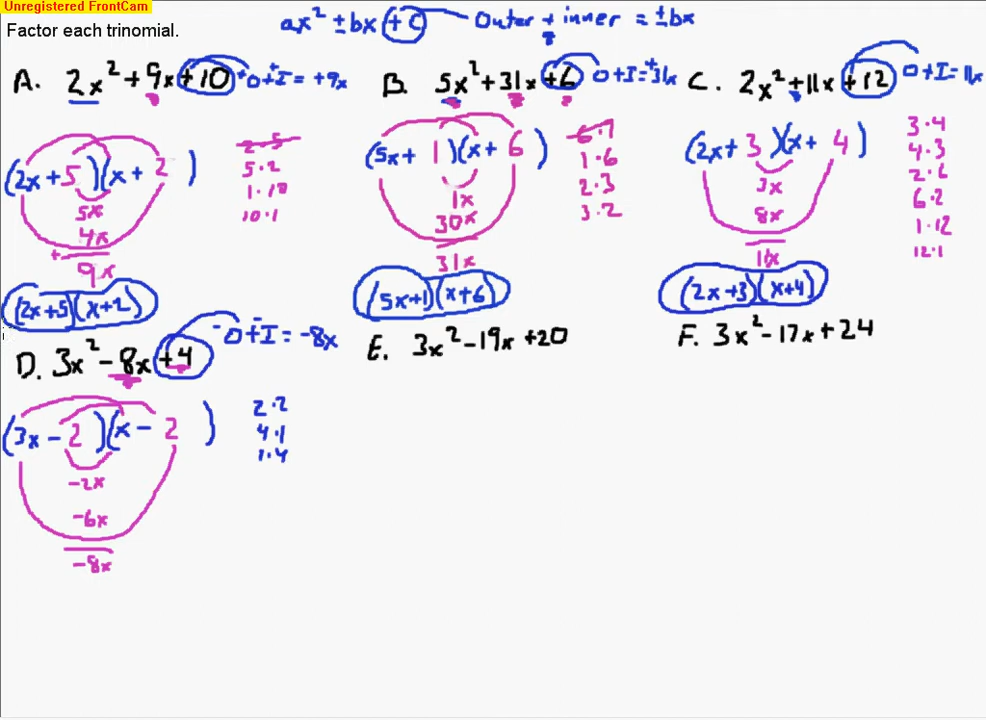 Unregistered FrontCam
Factor each trinomial.
ax² ± bx + c Outer + inner = ± bx
A. 2x² + 9x + 10 +O + +I = +9x
B. 5x² + 31x + 6 O + I = +31x
C. 2x² + 11x + 12 O + I = 11x
(2x + 5)(x + 2)
5x
4x
+
9x
2·5
5·2
1·10
10·1
(2x+5)(x+2)
(5x + 1)(x + 6)
1x
30x
31x
1·6
2·3
3·2
(5x+1)(x+6)
(2x + 3)(x + 4)
3x
8x
11x
3·4
4·3
2·6
6·2
1·12
12·1
(2x+3)(x+4)
D. 3x² - 8x + 4 -O + -I = -8x
E. 3x² - 19x + 20
F. 3x² - 17x + 24
(3x - 2)(x - 2)
-2x
-6x
-8x
2·2
4·1
1·4